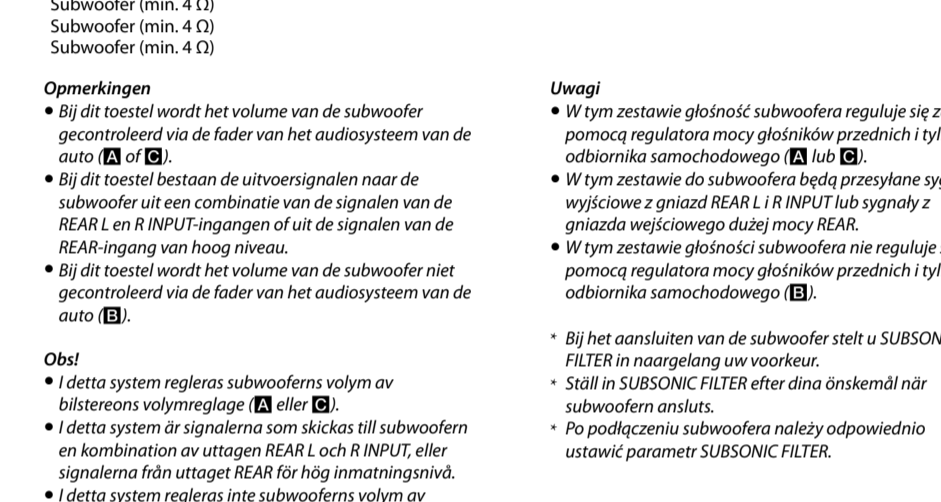 Subwoofer (min. 4 Ω)
Subwoofer (min. 4 Ω)
Subwoofer (min. 4 Ω)
Opmerkingen
• Bij dit toestel wordt het volume van de subwoofer
gecontroleerd via de fader van het audiosysteem van de
auto (A of C).
• Bij dit toestel bestaan de uitvoersignalen naar de
subwoofer uit een combinatie van de signalen van de
REAR L en R INPUT-ingangen of uit de signalen van de
REAR-ingang van hoog niveau.
• Bij dit toestel wordt het volume van de subwoofer niet
gecontroleerd via de fader van het audiosysteem van de
auto (B).
Obs!
• I detta system regleras subwooferns volym av
bilstereons volymreglage (A eller C).
• I detta system är signalerna som skickas till subwoofern
en kombination av uttagen REAR L och R INPUT, eller
signalerna från uttaget REAR för hög inmatningsnivå.
• I detta system regleras inte subwooferns volym av
Uwagi
• W tym zestawie głośność subwoofera reguluje się
pomocą regulatora mocy głośników przednich i
odbiornika samochodowego (A lub C).
• W tym zestawie do subwoofera będą przesyłane
wyjściowe z gniazd REAR L i R INPUT lub sygnały z
gniazda wejściowego dużej mocy REAR.
• W tym zestawie głośności subwoofera nie reguluje
pomocą regulatora mocy głośników przednich i
odbiornika samochodowego (B).
* Bij het aansluiten van de subwoofer stelt u
FILTER in naargelang uw voorkeur.
* Ställ in SUBSONIC FILTER efter dina önskemål när
subwoofern ansluts.
* Po podłączeniu subwoofera należy odpowiednio
ustawić parametr SUBSONIC FILTER.